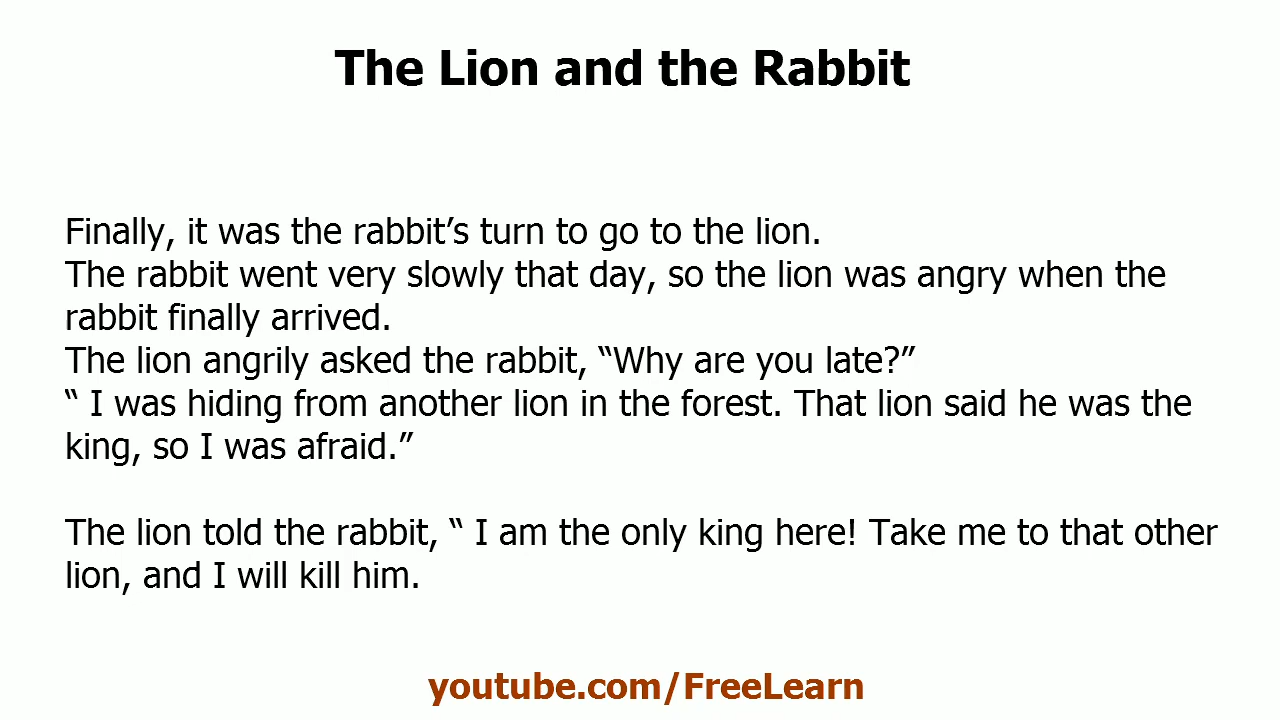 The Lion and the Rabbit
Finally, it was the rabbit’s turn to go to the lion.
The rabbit went very slowly that day, so the lion was angry when the
rabbit finally arrived.
The lion angrily asked the rabbit, “Why are you late?”
“ I was hiding from another lion in the forest. That lion said he was the
king, so I was afraid.”
The lion told the rabbit, “ I am the only king here! Take me to that other
lion, and I will kill him.
youtube.com/FreeLearn